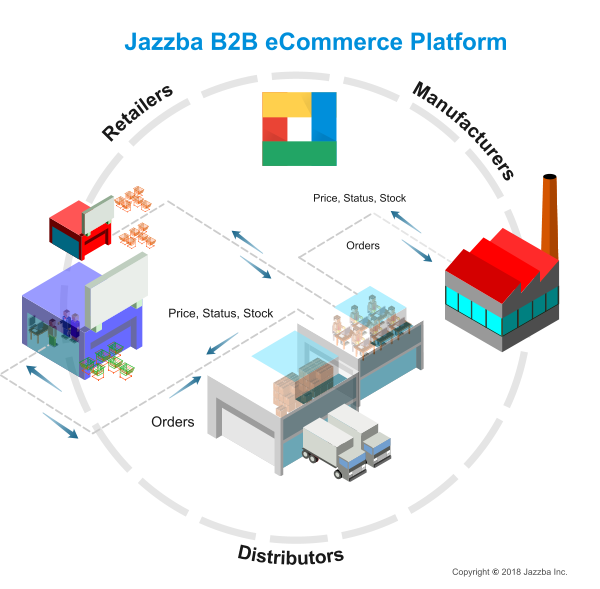 Jazzba B2B eCommerce Platform
Retailers
Manufacturers
Price, Status, Stock
Orders
Price, Status, Stock
Orders
Distributors
Copyright © 2018 Jazzba Inc.